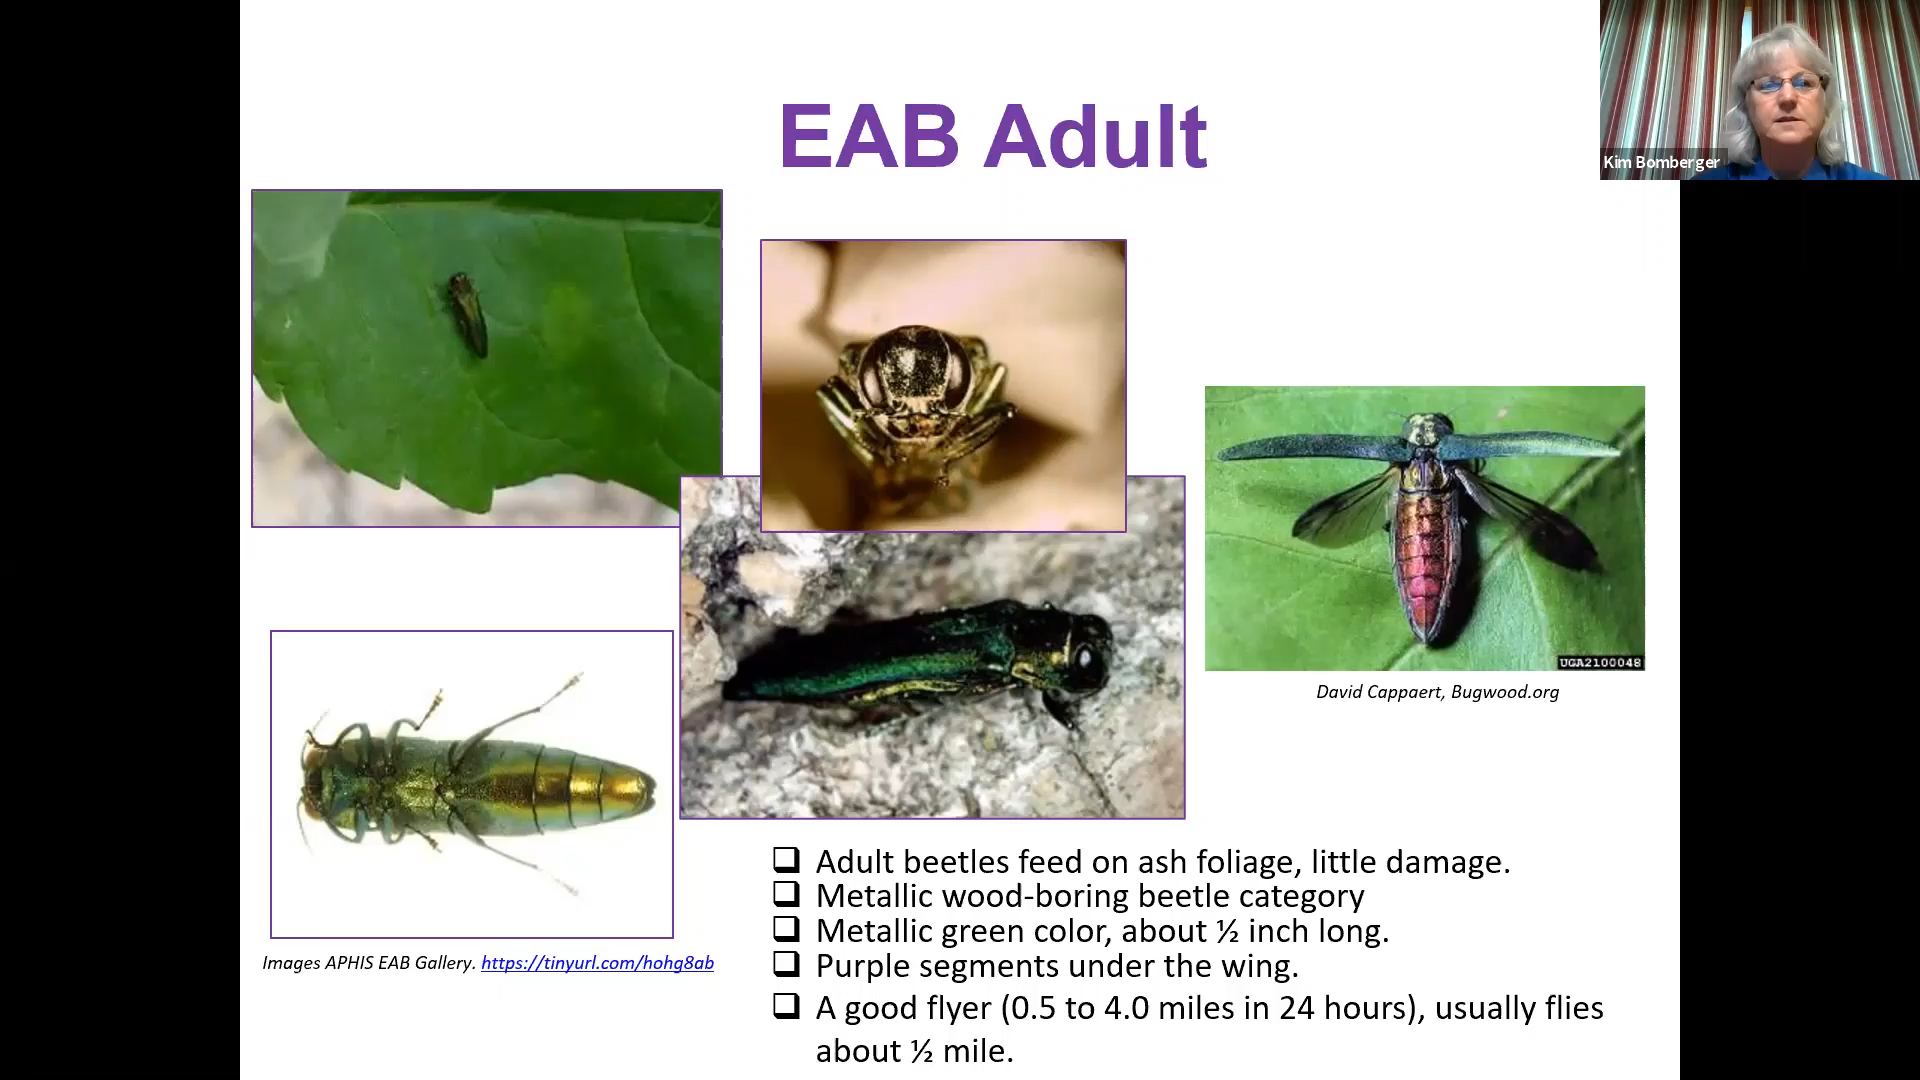 EAB Adult
Kim Bomberger
UGA2100048
David Cappaert, Bugwood.org
Images APHIS EAB Gallery. https://tinyurl.com/hohg8ab
❑ Adult beetles feed on ash foliage, little damage.
❑ Metallic wood-boring beetle category
❑ Metallic green color, about ½ inch long.
❑ Purple segments under the wing.
❑ A good flyer (0.5 to 4.0 miles in 24 hours), usually flies
about ½ mile.